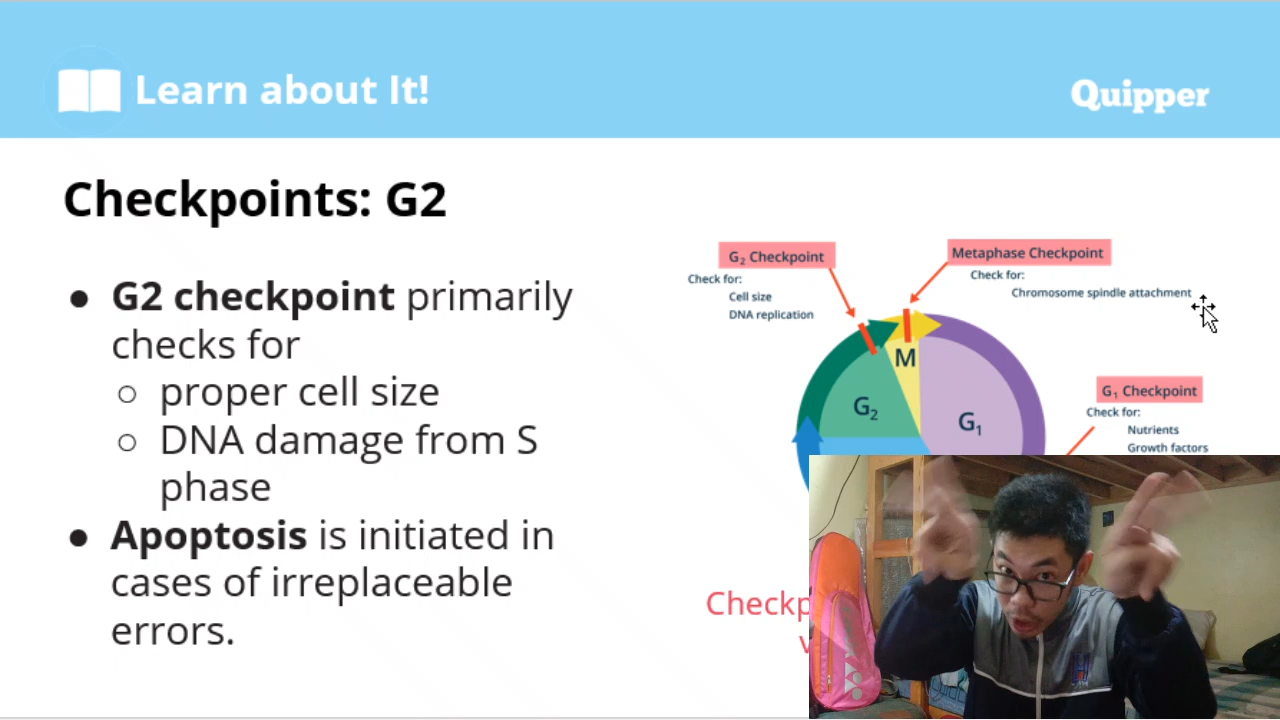 Learn about It!
Quipper
Checkpoints: G2
● G2 checkpoint primarily
checks for
○ proper cell size
○ DNA damage from S
phase
● Apoptosis is initiated in
cases of irreplaceable
errors.
G₂ Checkpoint
Check for:
Cell size
DNA replication
Metaphase Checkpoint
Check for:
Chromosome spindle attachment
M
G₂
G₁
G₁ Checkpoint
Check for:
Nutrients
Growth factors